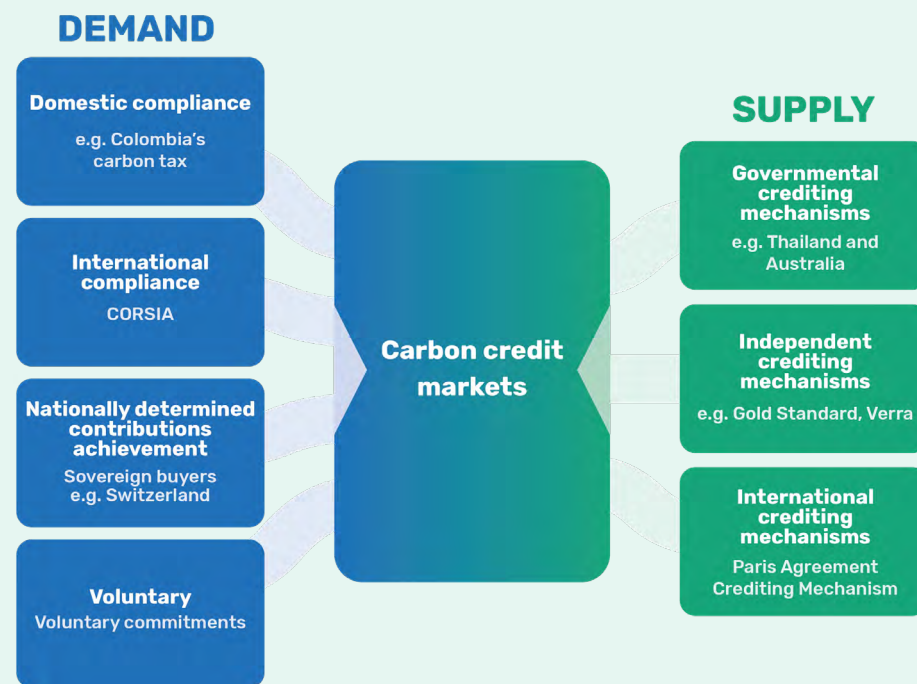 DEMAND
Domestic compliance
e.g. Colombia's
carbon tax
International
compliance
CORSIA
Nationally determined
contributions
achievement
Sovereign buyers
e.g. Switzerland
Voluntary
Voluntary commitments
Carbon credit
markets
SUPPLY
Governmental
crediting
mechanisms
e.g. Thailand and
Australia
Independent
crediting
mechanisms
e.g. Gold Standard, Verra
International
crediting
mechanisms
Paris Agreement
Crediting Mechanism